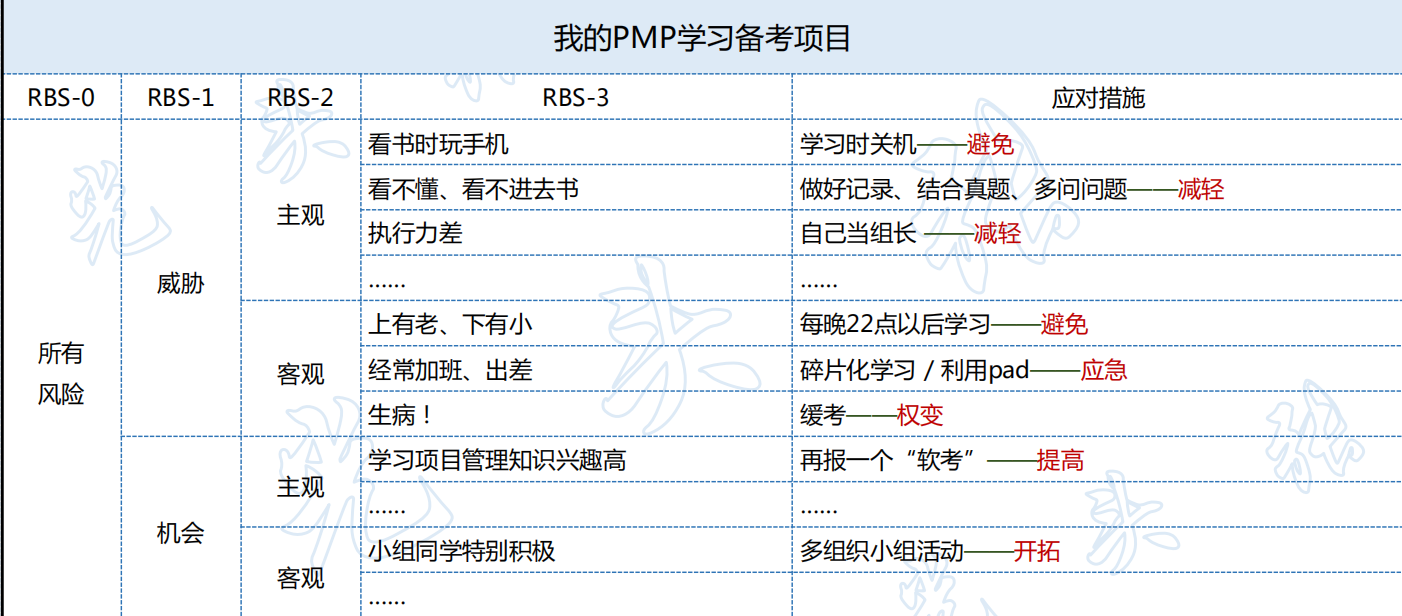 我的PMP学习备考项目
RBS-0 RBS-1 RBS-2 RBS-3 应对措施
看书时玩手机 学习时关机——避免
看不懂、看不进去书 做好记录、结合真题、多问问题——减轻
主观
执行力差 自己当组长 ——减轻
威胁
...... ......
上有老、下有小 每晚22点以后学习——避免
所有
风险
客观
经常加班、出差 碎片化学习 / 利用pad——应急
生病！ 缓考——权变
学习项目管理知识兴趣高 再报一个“软考” ——提高
主观
...... ......
机会
小组同学特别积极 多组织小组活动——开拓
客观
......